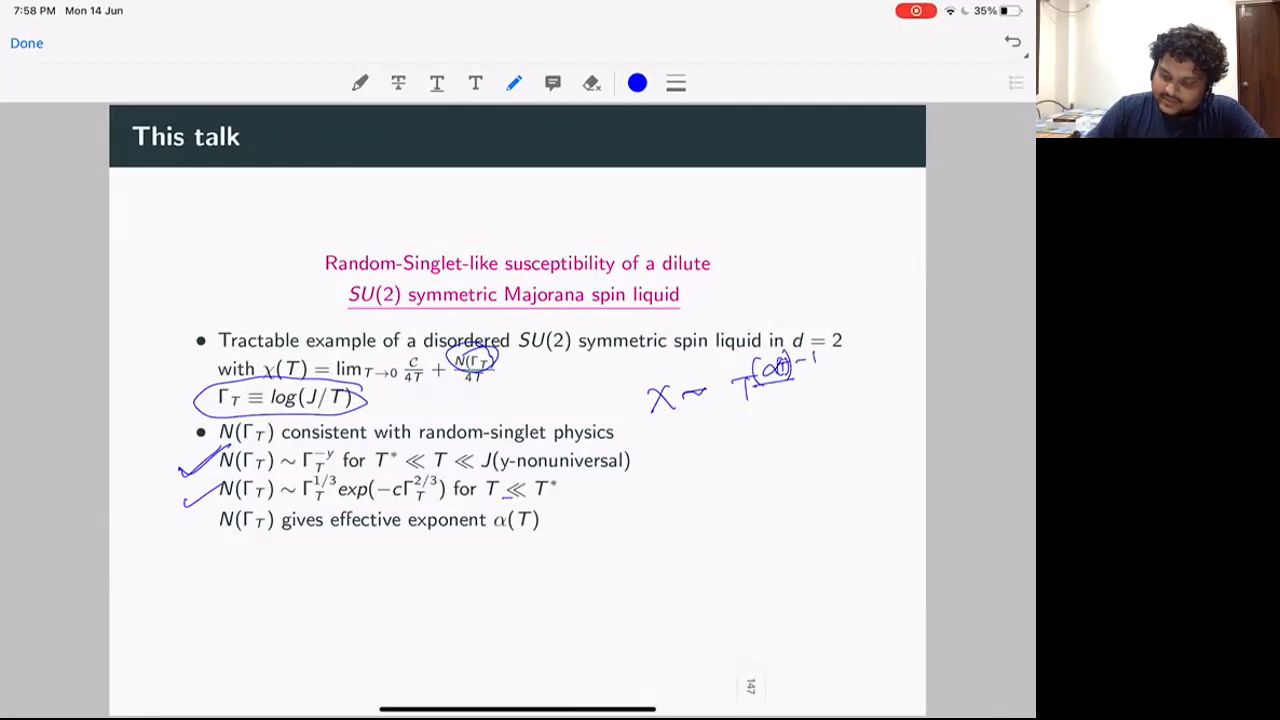 7:58 PM Mon 14 Jun
35%
Done
This talk
Random-Singlet-like susceptibility of a dilute
SU(2) symmetric Majorana spin liquid
• Tractable example of a disordered SU(2) symmetric spin liquid in d = 2
with χ(T) = lim_{T→0} C/4T + N(Γ_T)/4T
Γ_T ≡ log(J/T)
χ ~ T^{(α(T))-1}
• N(Γ_T) consistent with random-singlet physics
N(Γ_T) ∼ Γ_T^{-y} for T* ≪ T ≪ J(y-nonuniversal)
N(Γ_T) ∼ Γ_T^{1/3} exp(−cΓ_T^{2/3}) for T ≪ T*
N(Γ_T) gives effective exponent α(T)
147